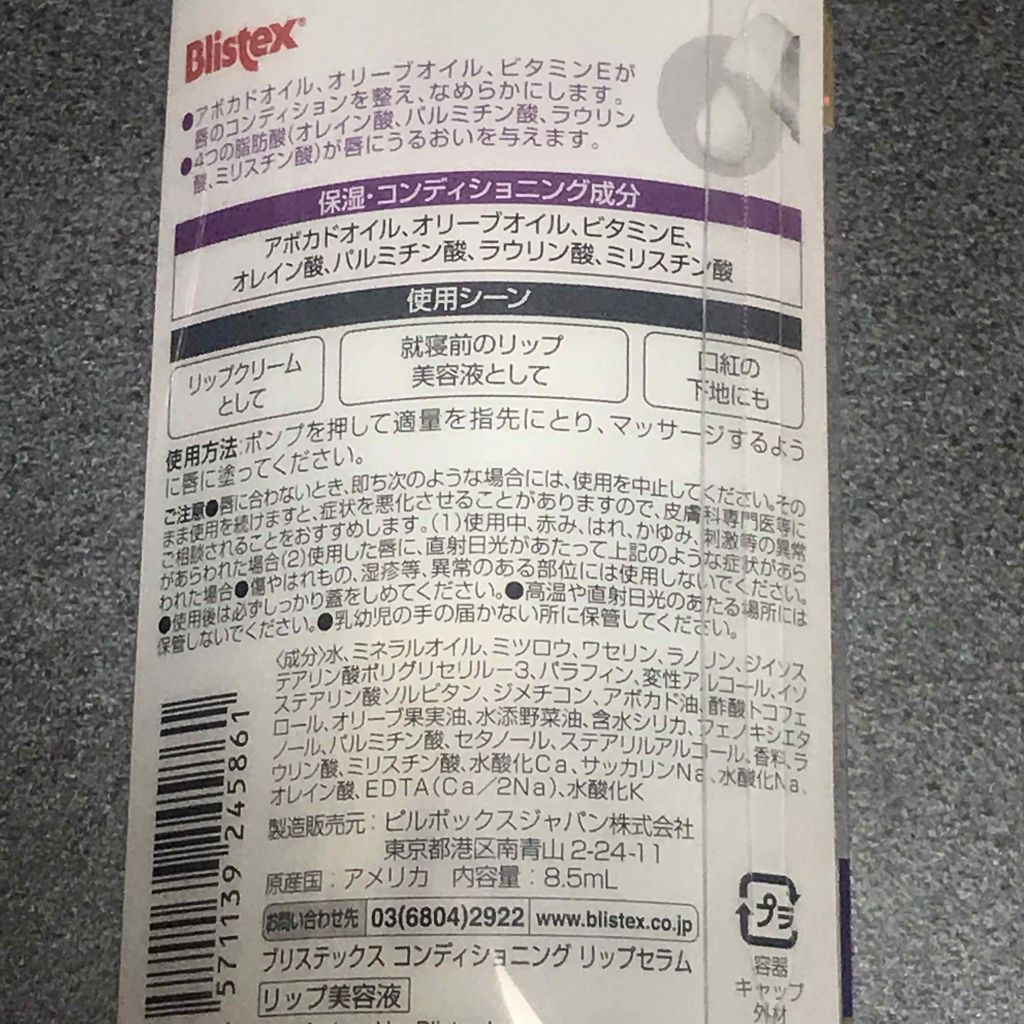 Blistex®
●アボカドオイル、オリーブオイル、ビタミンEが
唇のコンディションを整え、なめらかにします。
●4つの脂肪酸(オレイン酸、パルミチン酸、ラウリン
酸、ミリスチン酸)が唇にうるおいを与えます。
保湿・コンディショニング成分
アボカドオイル、オリーブオイル、ビタミンE、
オレイン酸、パルミチン酸、ラウリン酸、ミリスチン酸
使用シーン
リップクリーム
として
就寝前のリップ
美容液として
口紅の
下地にも
使用方法:ポンプを押して適量を指先にとり、マッサージするよう
に唇に塗ってください。
ご注意●唇に合わないとき、即ち次のような場合には、使用を中止してください。その
まま使用を続けますと、症状を悪化させることがありますので、皮膚科専門医等に
ご相談されることをおすすめします。(1)使用中、赤み、はれ、かゆみ、刺激等の異常
があらわれた場合(2)使用した唇に、直射日光があたって上記のような症状があら
われた場合●傷やはれもの、湿疹等、異常のある部位には使用しないでください。
●使用後は必ずしっかり蓋をしめてください。●高温や直射日光のあたる場所には
保管しないでください。●乳幼児の手の届かない所に保管してください。
〈成分〉水、ミネラルオイル、ミツロウ、ワセリン、ラノリン、ジイソス
テアリン酸ポリグリセリル-3、パラフィン、変性アルコール、イソ
ステアリン酸ソルビタン、ジメチコン、アボカド油、酢酸トコフェ
ロール、オリーブ果実油、水添野菜油、含水シリカ、フェノキシエタ
ノール、パルミチン酸、セタノール、ステアリルアルコール、香料、ラ
ウリン酸、ミリスチン酸、水酸化Ca、サッカリンNa、水酸化Na、
オレイン酸、EDTA(Ca/2Na)、水酸化K
製造販売元:ピルボックスジャパン株式会社
東京都港区南青山2-24-11
原産国:アメリカ 内容量:8.5mL
お問い合わせ先 03(6804)2922 www.blistex.co.jp
ブリステックス コンディショニング リップセラム
リップ美容液
5 71139 245861
プラ
容器
キャップ
外材